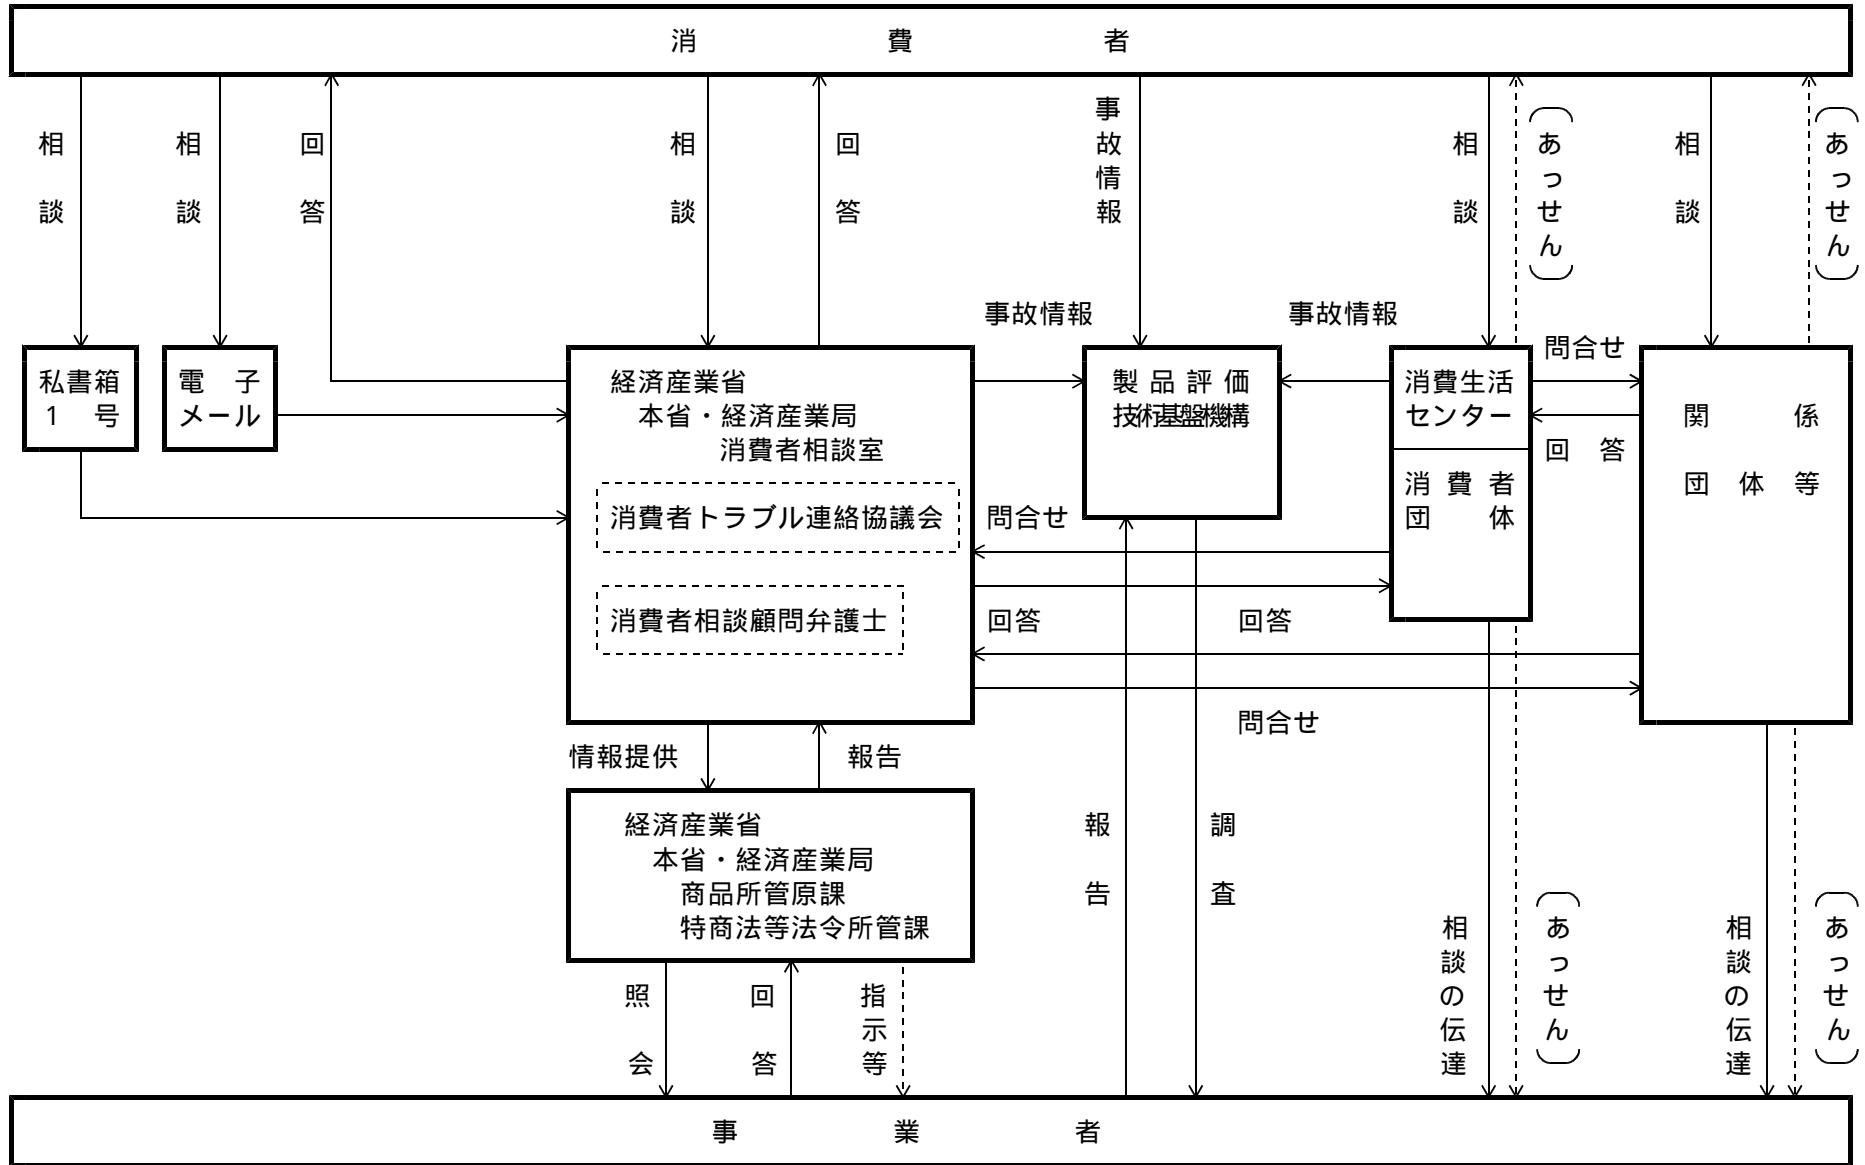 消費者
相談
相談
回答
相談
回答
事故情報
相談
(あっせん)
相談
(あっせん)
事故情報
事故情報
問合せ
私書箱
1 号
電子
メール
経済産業省
本省・経済産業局
消費者相談室
消費者トラブル連絡協議会
消費者相談顧問弁護士
製品評価
技術基盤機構
消費生活
センター
消費者
団体
回答
関係
団体等
問合せ
回答
回答
問合せ
情報提供
報告
経済産業省
本省・経済産業局
商品所管原課
特商法等法令所管課
報告
調査
照会
回答
指示等
相談の伝達
(あっせん)
相談の伝達
(あっせん)
事業者